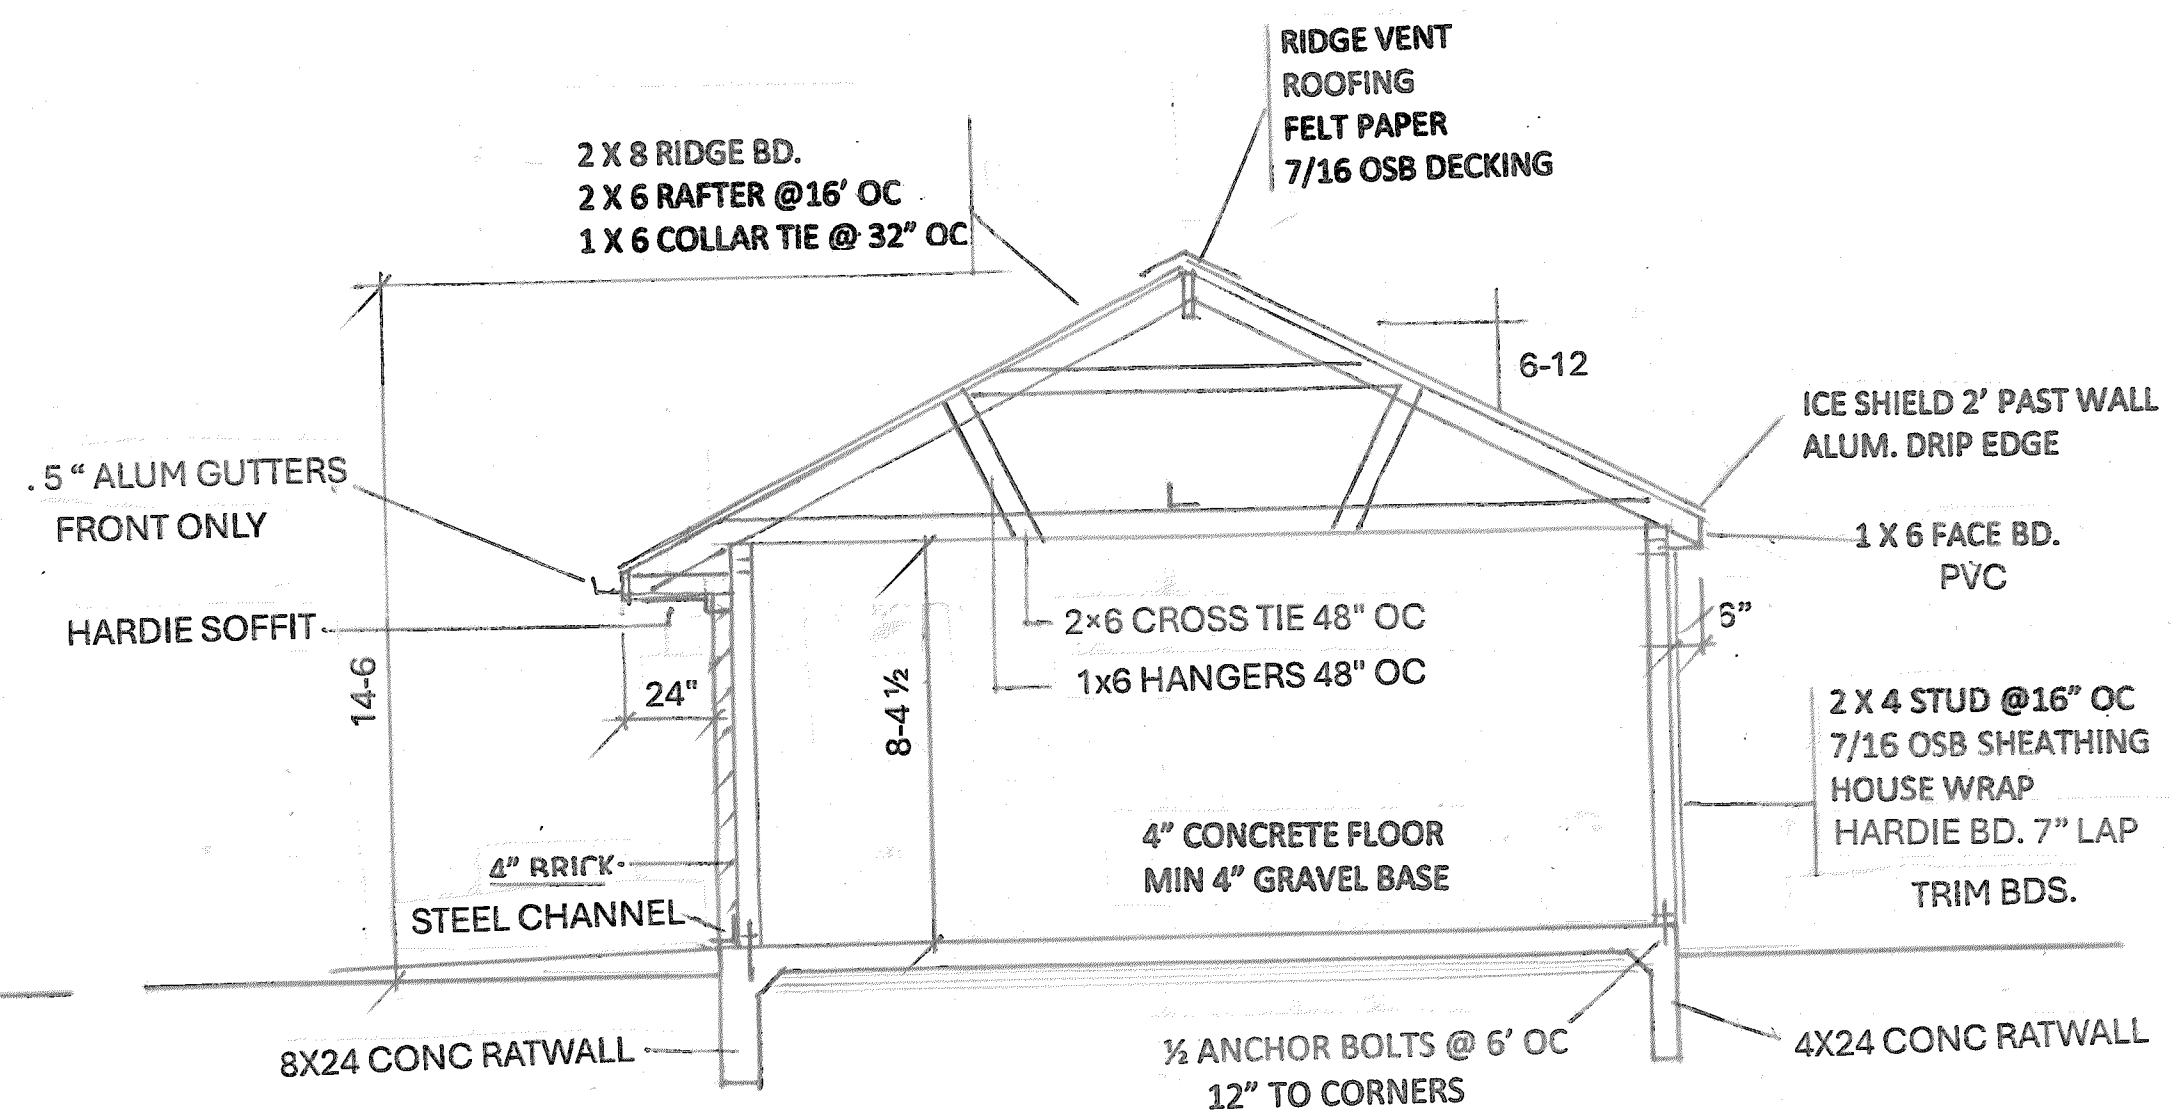 RIDGE VENT
ROOFING
FELT PAPER
7/16 OSB DECKING
2 X 8 RIDGE BD.
2 X 6 RAFTER @16' OC
1 X 6 COLLAR TIE @ 32" OC
6-12
ICE SHIELD 2' PAST WALL
ALUM. DRIP EDGE
. 5 " ALUM GUTTERS
FRONT ONLY
1 X 6 FACE BD.
PVC
HARDIE SOFFIT
2×6 CROSS TIE 48" OC
1x6 HANGERS 48" OC
6"
14-6
24"
8-4 ½
2 X 4 STUD @16" OC
7/16 OSB SHEATHING
HOUSE WRAP
HARDIE BD. 7" LAP
TRIM BDS.
4" CONCRETE FLOOR
MIN 4" GRAVEL BASE
4" BRICK
STEEL CHANNEL
8X24 CONC RATWALL
½ ANCHOR BOLTS @ 6' OC
12" TO CORNERS
4X24 CONC RATWALL